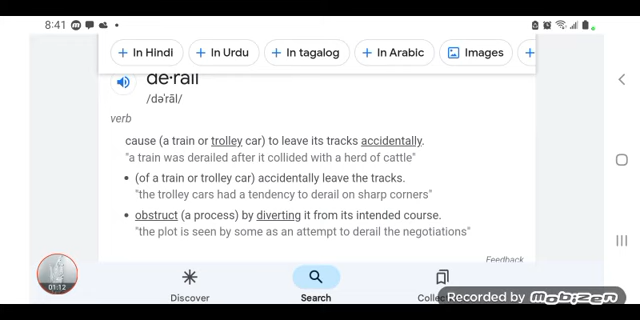 8:41
+ In Hindi + In Urdu + In tagalog + In Arabic Images +
de·rail
/dəˈrāl/
verb
cause (a train or trolley car) to leave its tracks accidentally.
"a train was derailed after it collided with a herd of cattle"
• (of a train or trolley car) accidentally leave the tracks.
"the trolley cars had a tendency to derail on sharp corners"
• obstruct (a process) by diverting it from its intended course.
"the plot is seen by some as an attempt to derail the negotiations"
Feedback
01:12
Discover Search Collec
Recorded by Mobizen